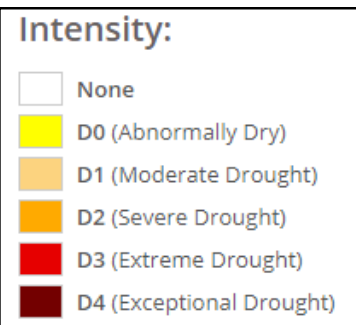 Intensity:
None
D0 (Abnormally Dry)
D1 (Moderate Drought)
D2 (Severe Drought)
D3 (Extreme Drought)
D4 (Exceptional Drought)